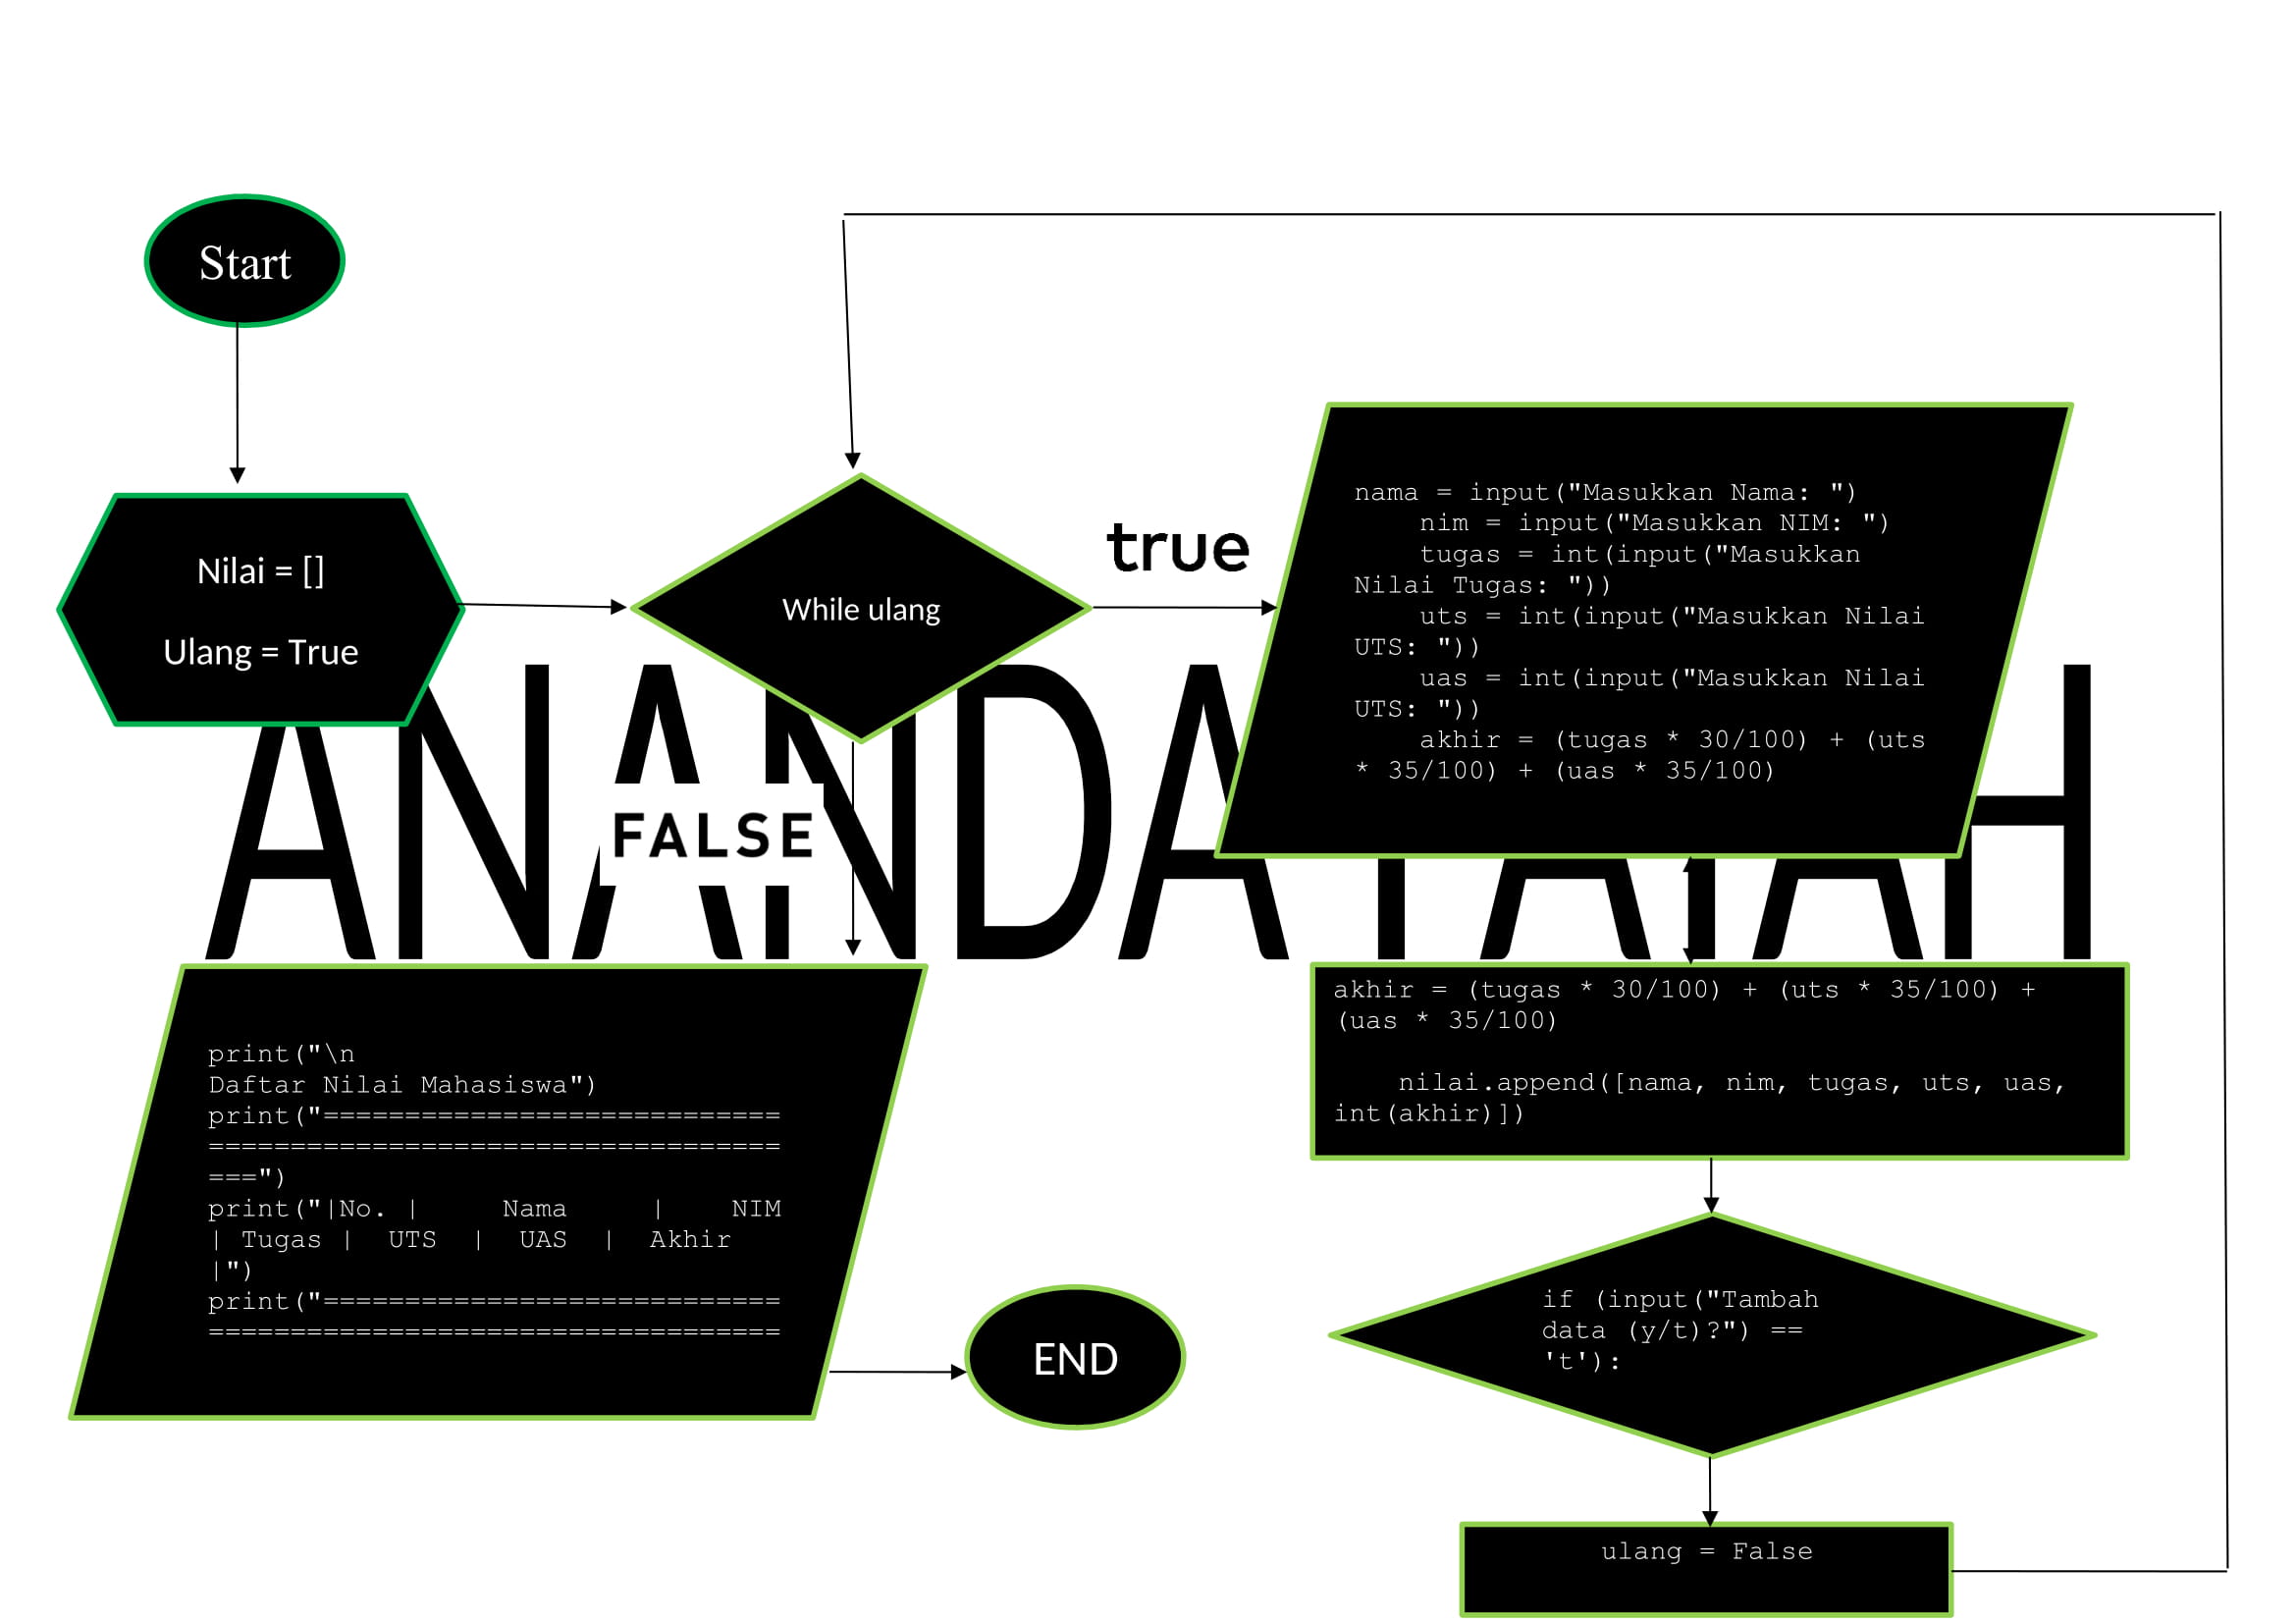 Start
Nilai = []
Ulang = True
While ulang
true
nama = input("Masukkan Nama: ")
    nim = input("Masukkan NIM: ")
    tugas = int(input("Masukkan
Nilai Tugas: "))
    uts = int(input("Masukkan Nilai
UTS: "))
    uas = int(input("Masukkan Nilai
UTS: "))
    akhir = (tugas * 30/100) + (uts
* 35/100) + (uas * 35/100)
FALSE
ANANDA
akhir = (tugas * 30/100) + (uts * 35/100) +
(uas * 35/100)
    nilai.append([nama, nim, tugas, uts, uas,
int(akhir)])
print("\n
Daftar Nilai Mahasiswa")
print("============================
===================================
===")
print("|No. |     Nama     |    NIM
| Tugas |  UTS  |  UAS  |  Akhir
|")
print("============================
===================================
END
if (input("Tambah
data (y/t)?") ==
't'):
ulang = False